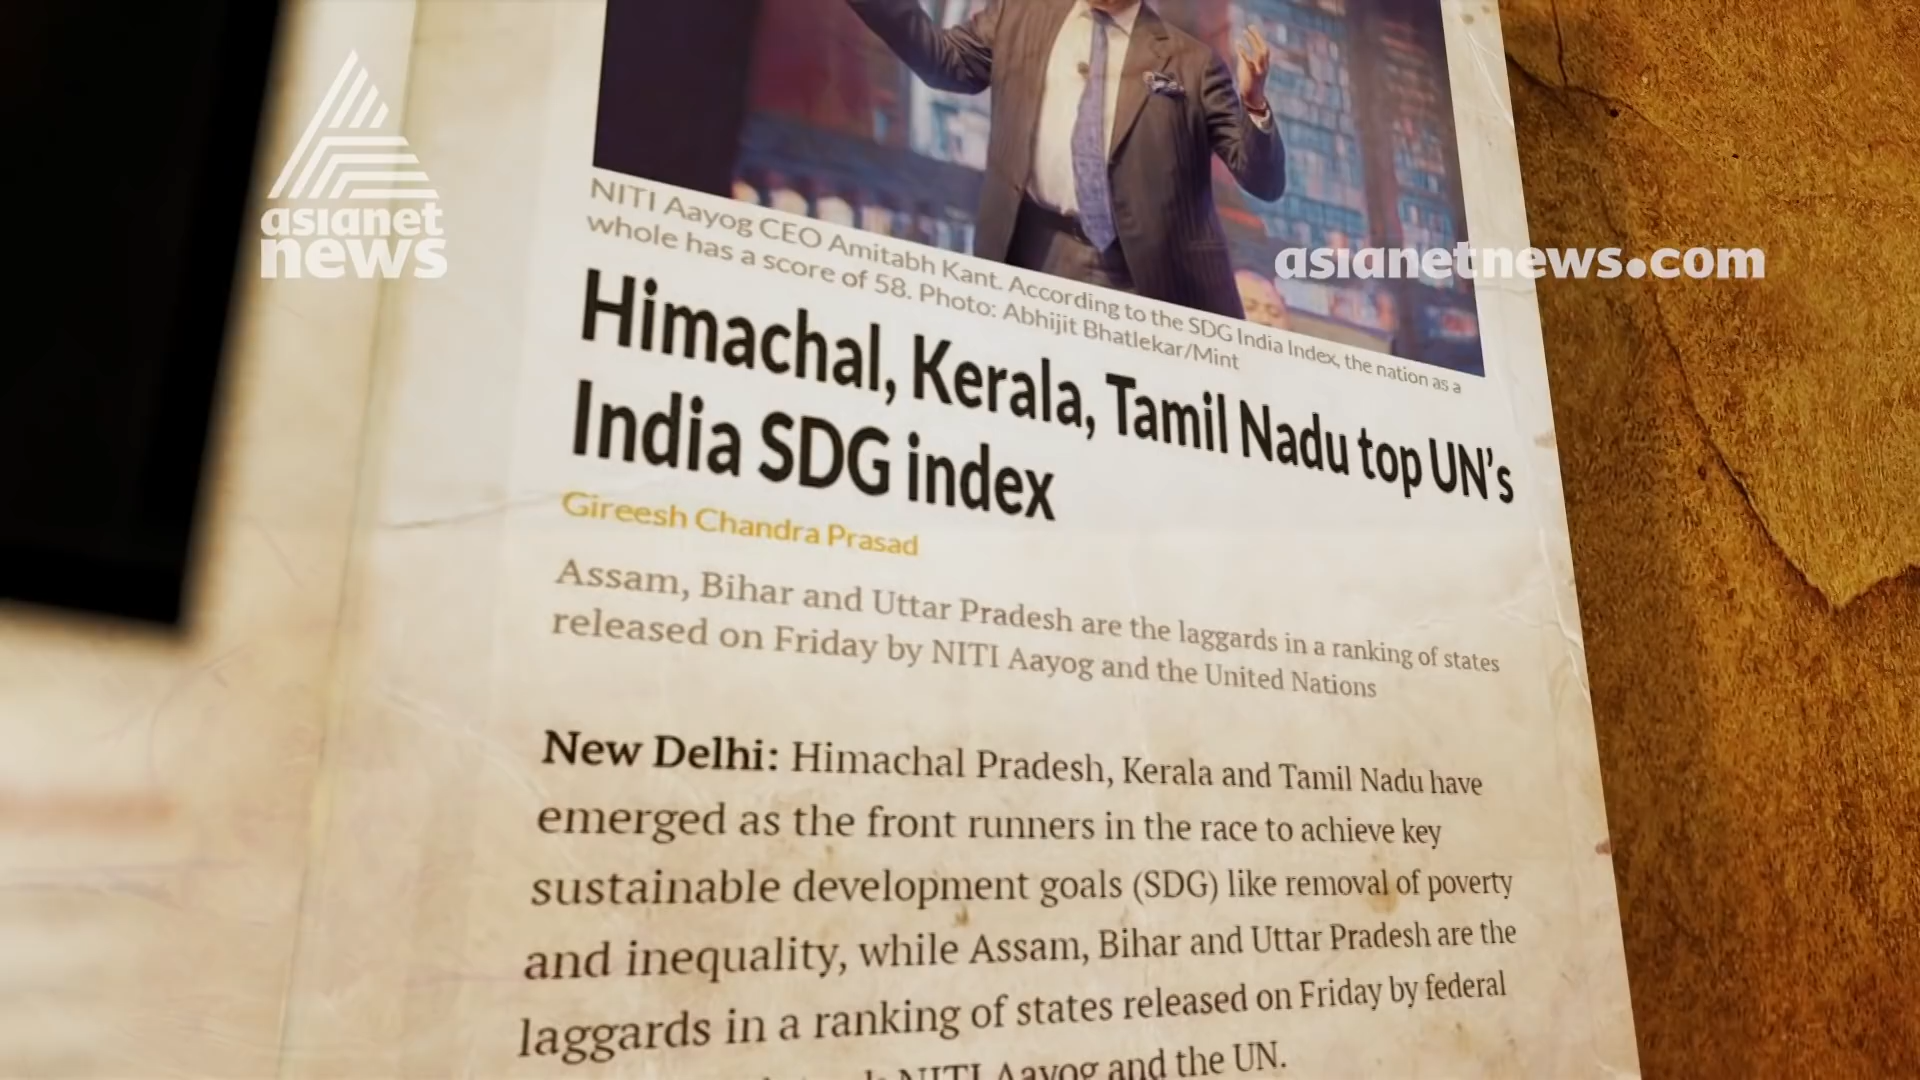 asianet
news
asianetnews.com
NITI Aayog CEO Amitabh Kant. According to the SDG India Index, the nation as a
whole has a score of 58. Photo: Abhijit Bhatlekar/Mint
Himachal, Kerala, Tamil Nadu top UN's
India SDG index
Gireesh Chandra Prasad
Assam, Bihar and Uttar Pradesh are the laggards in a ranking of states
released on Friday by NITI Aayog and the United Nations
New Delhi: Himachal Pradesh, Kerala and Tamil Nadu have
emerged as the front runners in the race to achieve key
sustainable development goals (SDG) like removal of poverty
and inequality, while Assam, Bihar and Uttar Pradesh are the
laggards in a ranking of states released on Friday by federal
NITI Aayog and the UN.